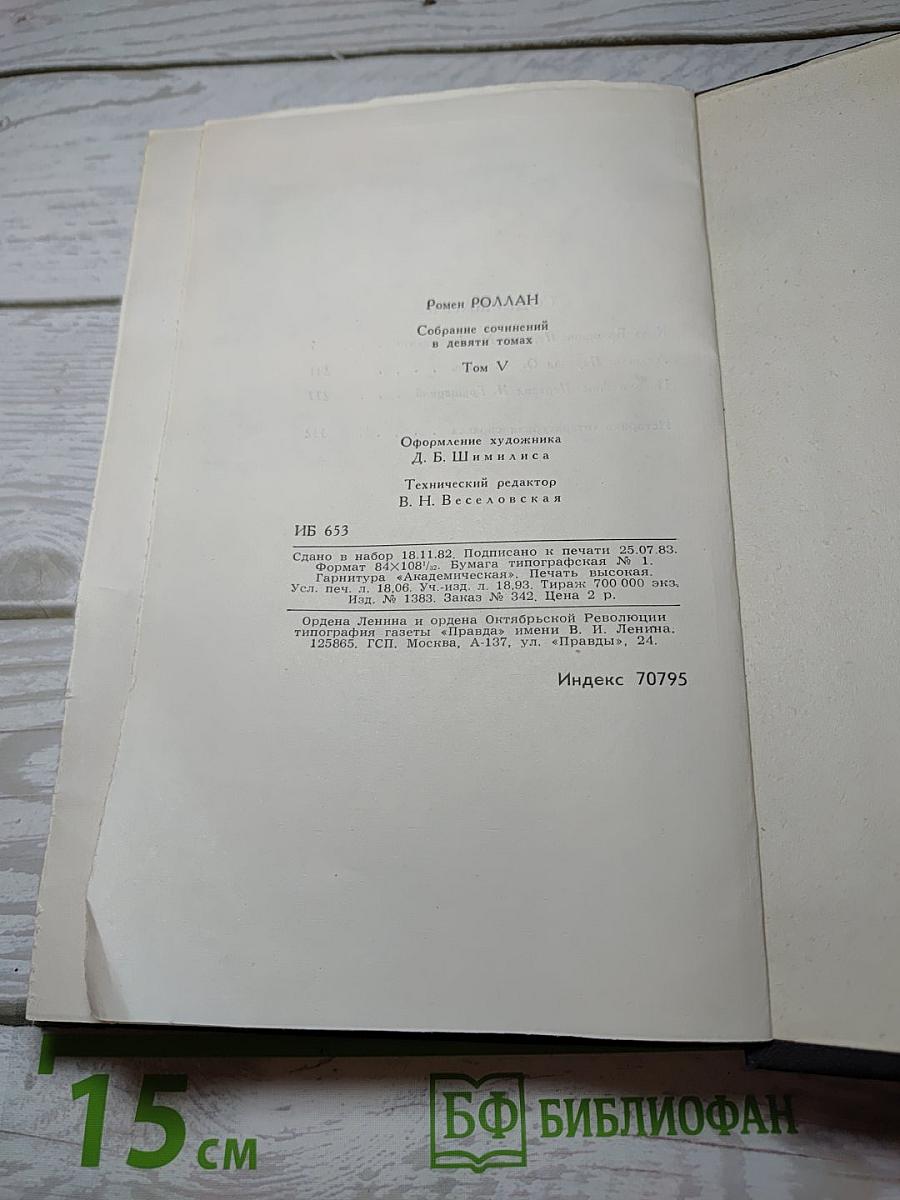 Ромен РОЛЛАН
Собрание сочинений
в девяти томах
Том V
Оформление художника
Д. Б. Шимилиса
Технический редактор
В. Н. Веселовская
ИБ 653
Сдано в набор 18.11.82. Подписано к печати 25.07.83.
Формат 84×108¹/₃₂. Бумага типографская № 1.
Гарнитура «Академическая». Печать высокая.
Усл. печ. л. 18,06. Уч.-изд. л. 18,93. Тираж 700 000 экз.
Изд. № 1383. Заказ № 342. Цена 2 р.
Ордена Ленина и ордена Октябрьской Революции
типография газеты «Правда» имени В. И. Ленина.
125865. ГСП, Москва, А-137, ул. «Правды», 24.
Индекс 70795
15 см
БФ БИБЛИОФАН